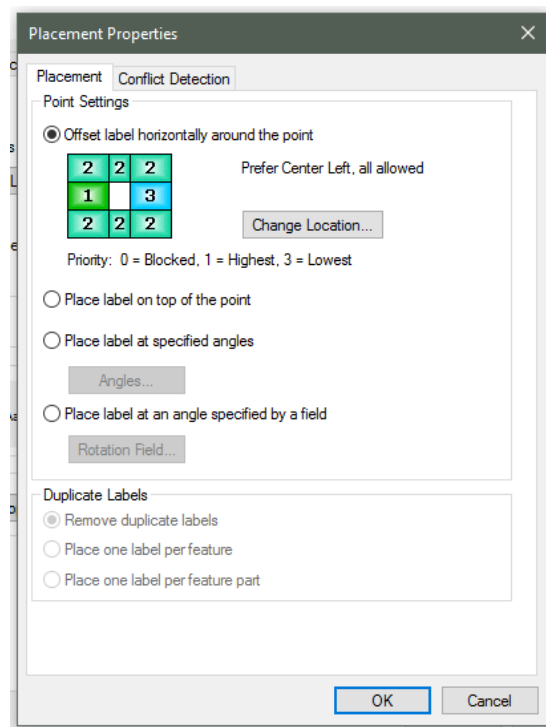 Placement Properties
Placement
Conflict Detection
Point Settings
Offset label horizontally around the point
2 2 2
Prefer Center Left, all allowed
1 3
2 2 2
Change Location...
Priority: 0 = Blocked, 1 = Highest, 3 = Lowest
Place label on top of the point
Place label at specified angles
Angles...
Place label at an angle specified by a field
Rotation Field...
Duplicate Labels
Remove duplicate labels
Place one label per feature
Place one label per feature part
OK
Cancel